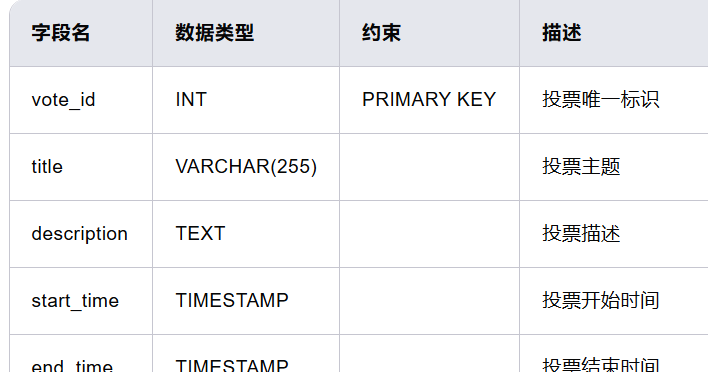 字段名 数据类型 约束 描述
vote_id INT PRIMARY KEY 投票唯一标识
title VARCHAR(255) 投票主题
description TEXT 投票描述
start_time TIMESTAMP 投票开始时间
end_time TIMESTAMP 投票结束时间